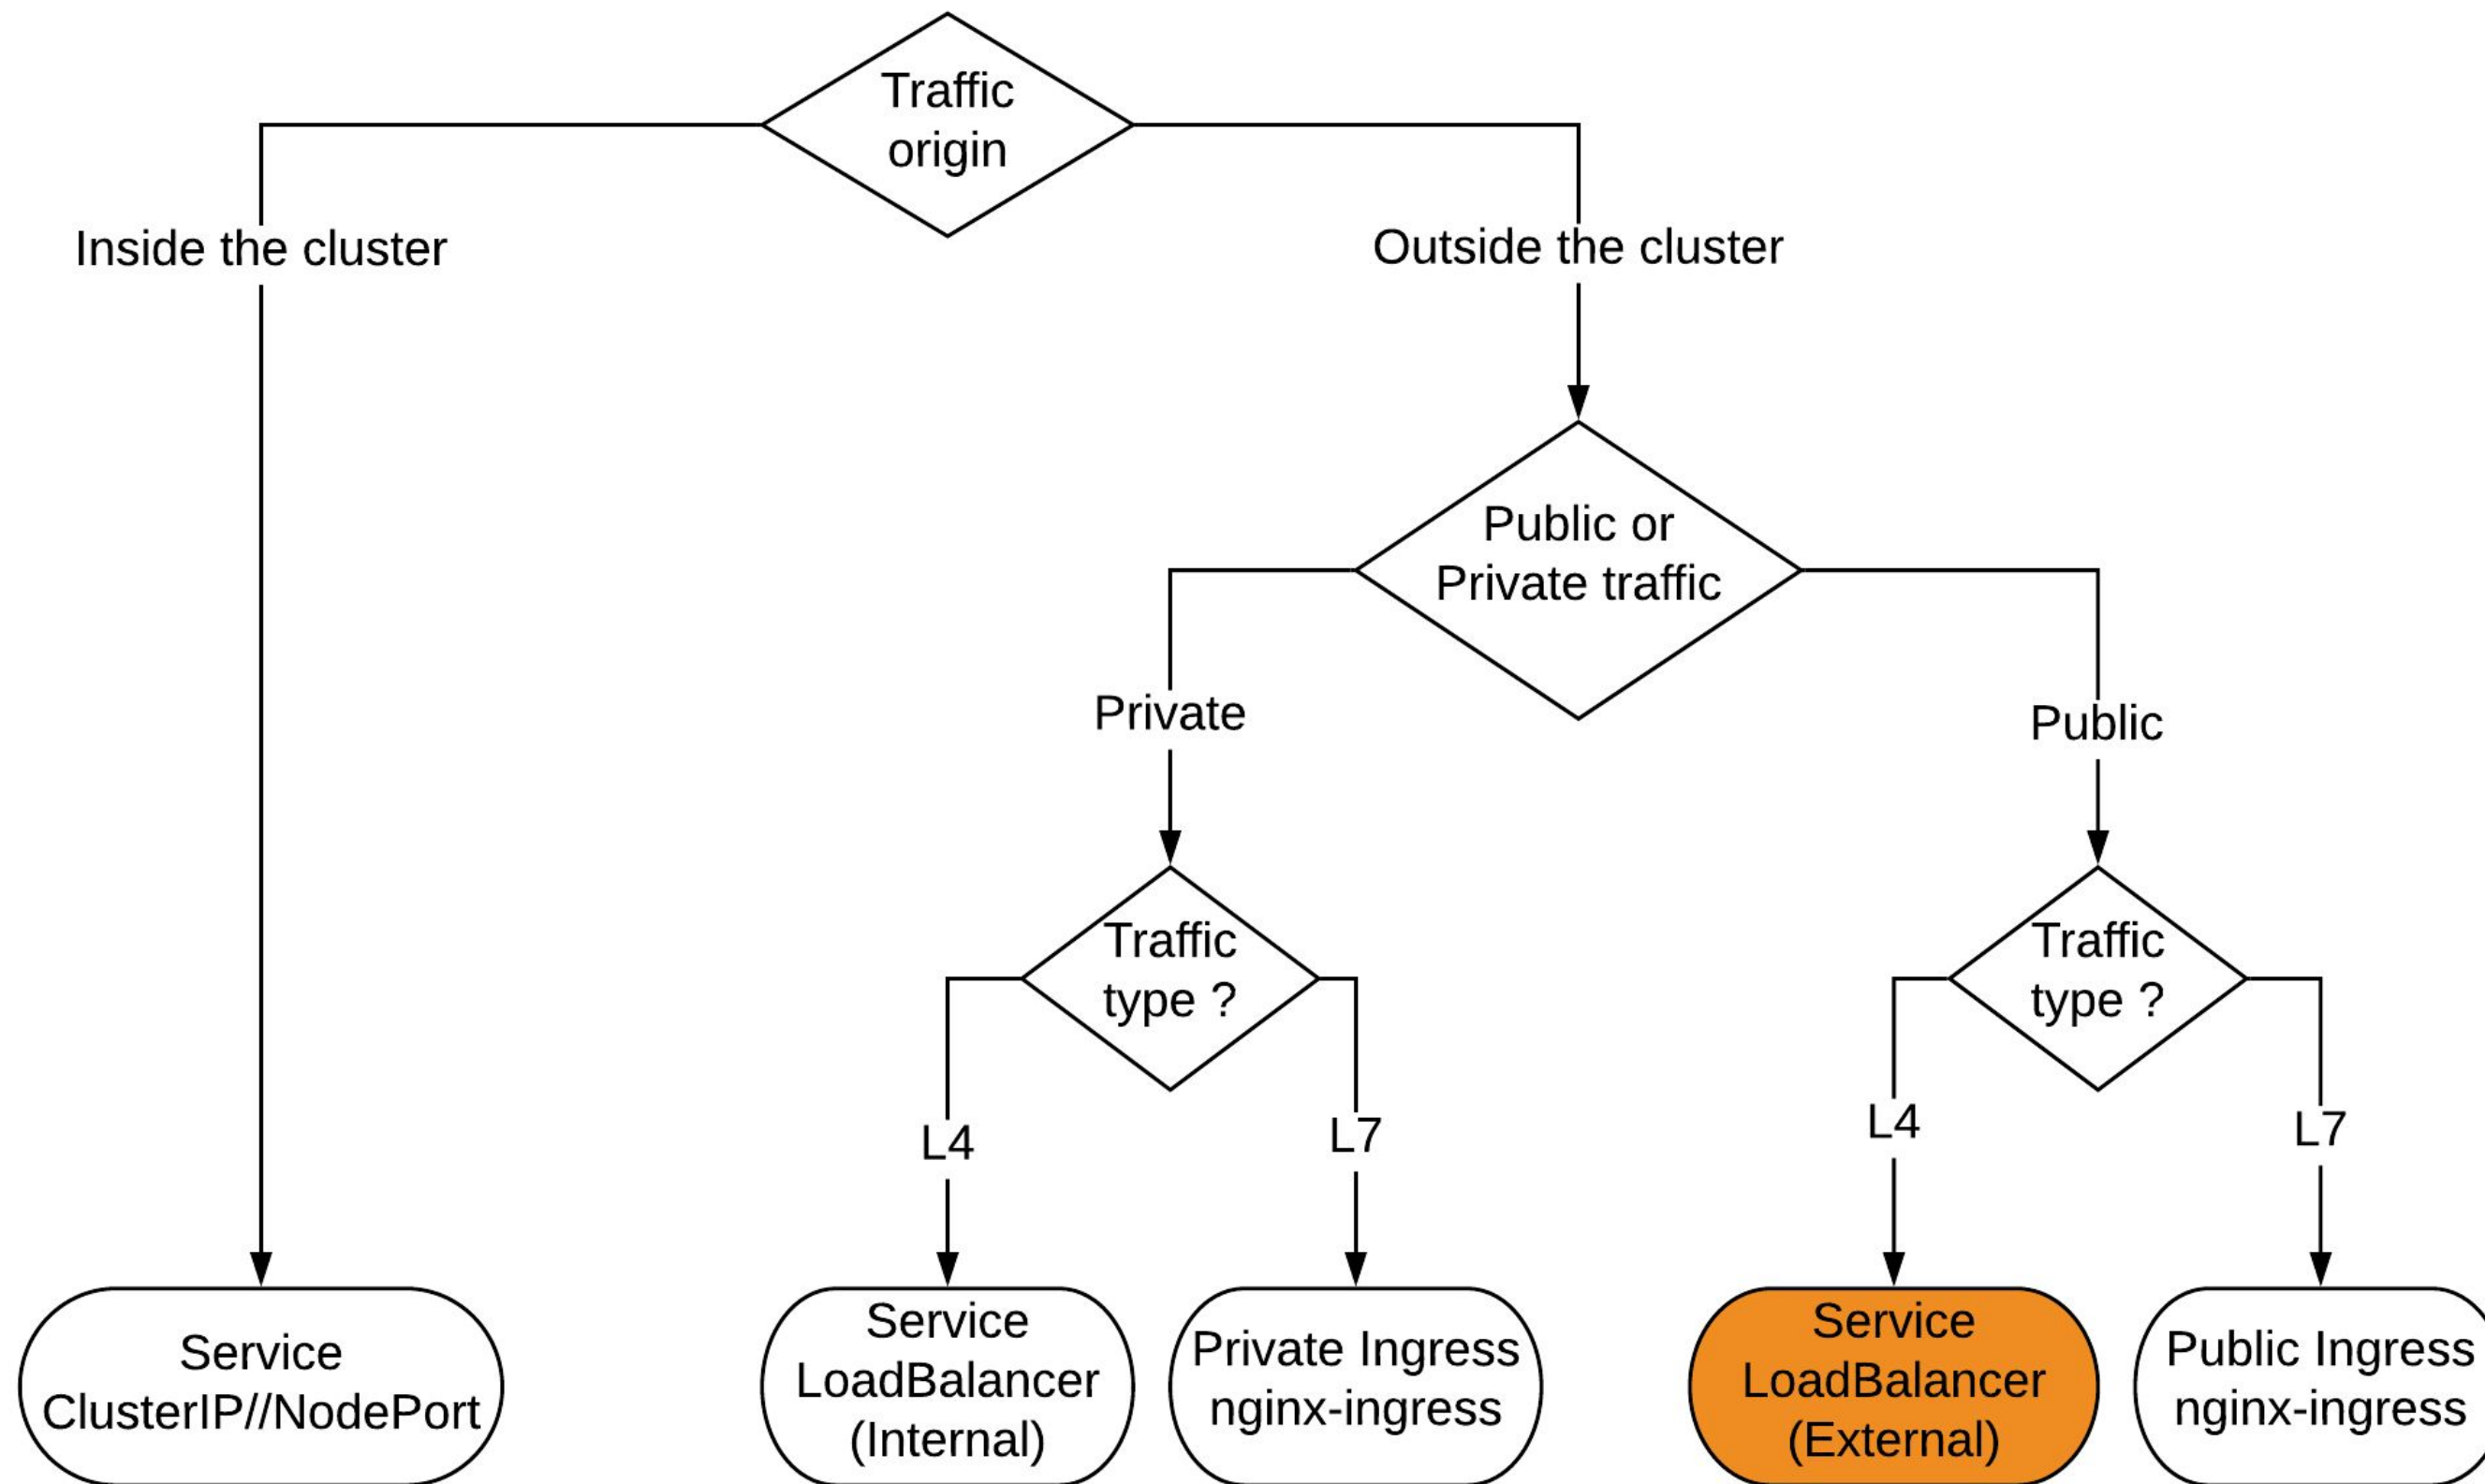 Traffic
origin
Inside the cluster
Outside the cluster
Public or
Private traffic
Private
Public
Traffic
type ?
Traffic
type ?
L4
L7
L4
L7
Service
ClusterIP//NodePort
Service
LoadBalancer
(Internal)
Private Ingress
nginx-ingress
Service
LoadBalancer
(External)
Public Ingress
nginx-ingress